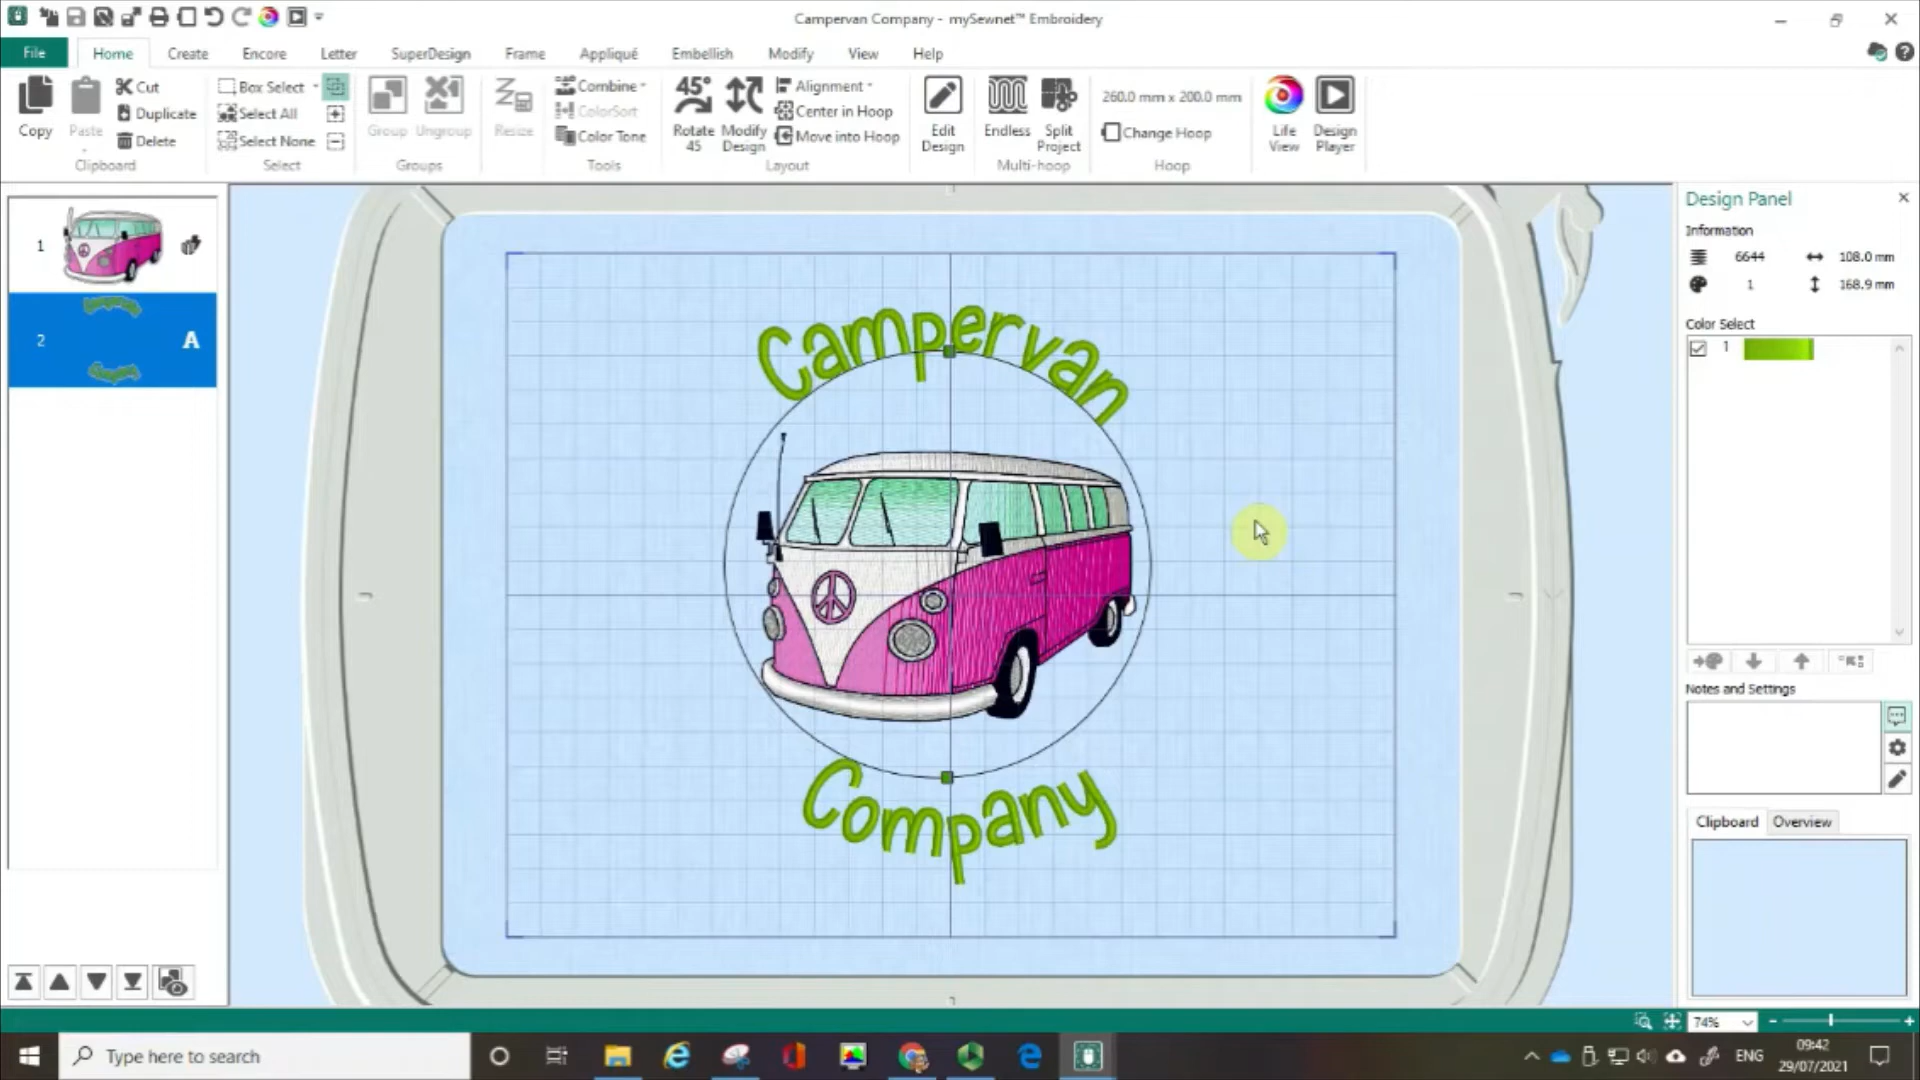 Campervan Company - mySewnet™ Embroidery
File Home Create Encore Letter SuperDesign Frame Appliqué Embellish Modify View Help
Copy
Paste
Cut
Duplicate
Delete
Clipboard
Box Select
Select All
Select None
Select
Group
Ungroup
Groups
Resize
Combine
ColorSort
Color Tone
Tools
45°
Rotate
45
Modify
Design
Alignment
Center in Hoop
Move into Hoop
Layout
Edit
Design
Endless
Split
Project
Multi-hoop
260.0 mm x 200.0 mm
Change Hoop
Hoop
Life
View
Design
Player
1
2
A
Campervan
Company
Design Panel
Information
6644
108.0 mm
1
168.9 mm
Color Select
1
Notes and Settings
Clipboard Overview
74%
Type here to search
ENG
09:42
29/07/2021